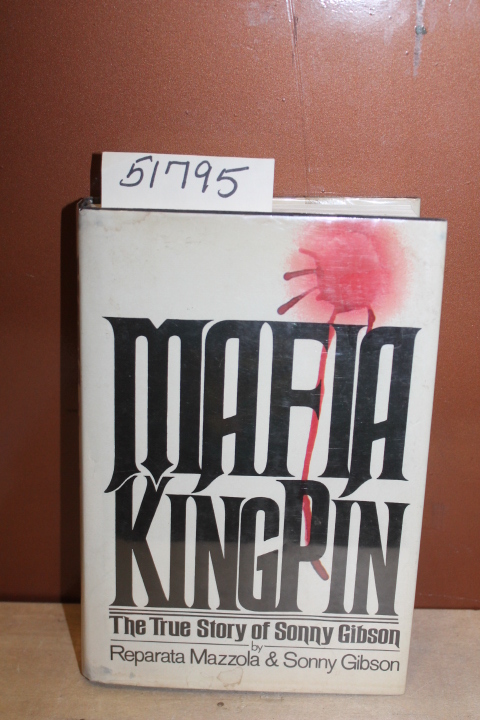 51795
MAFIA
KINGPIN
The True Story of Sonny Gibson
by
Reparata Mazzola & Sonny Gibson